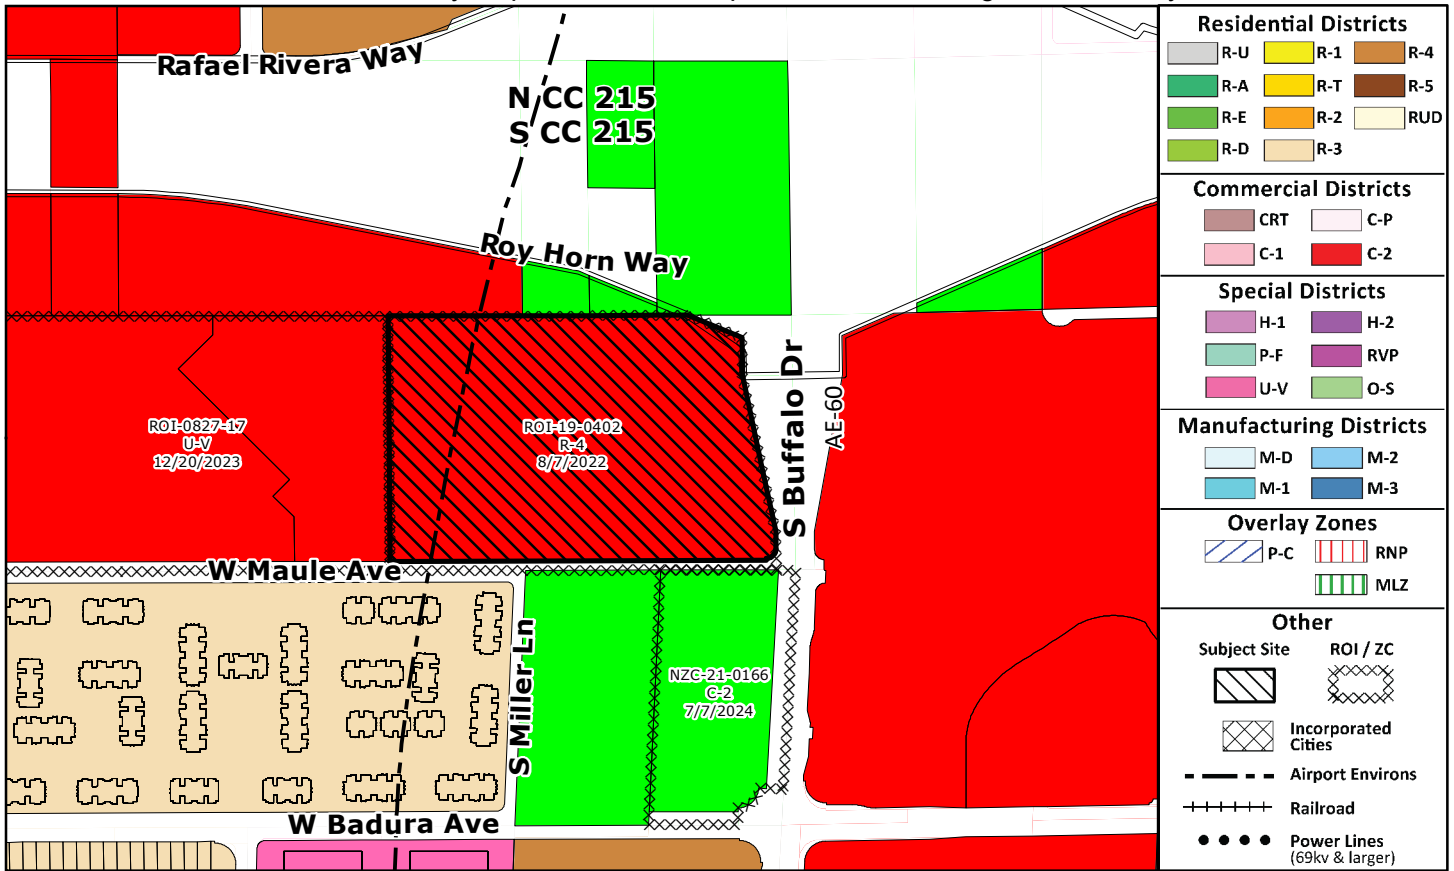 Rafael Rivera Way
N CC 215
S CC 215
Roy Horn Way
S Buffalo Dr
AE-60
ROI-0827-17
U-V
12/20/2023
ROI-19-0402
R-4
8/7/2022
W Maule Ave
S Miller Ln
NZC-21-0166
C-2
7/7/2024
W Badura Ave
Residential Districts
R-U R-1 R-4
R-A R-T R-5
R-E R-2 RUD
R-D R-3
Commercial Districts
CRT C-P
C-1 C-2
Special Districts
H-1 H-2
P-F RVP
U-V O-S
Manufacturing Districts
M-D M-2
M-1 M-3
Overlay Zones
P-C RNP
MLZ
Other
Subject Site ROI / ZC
Incorporated
Cities
Airport Environs
Railroad
Power Lines
(69kv & larger)